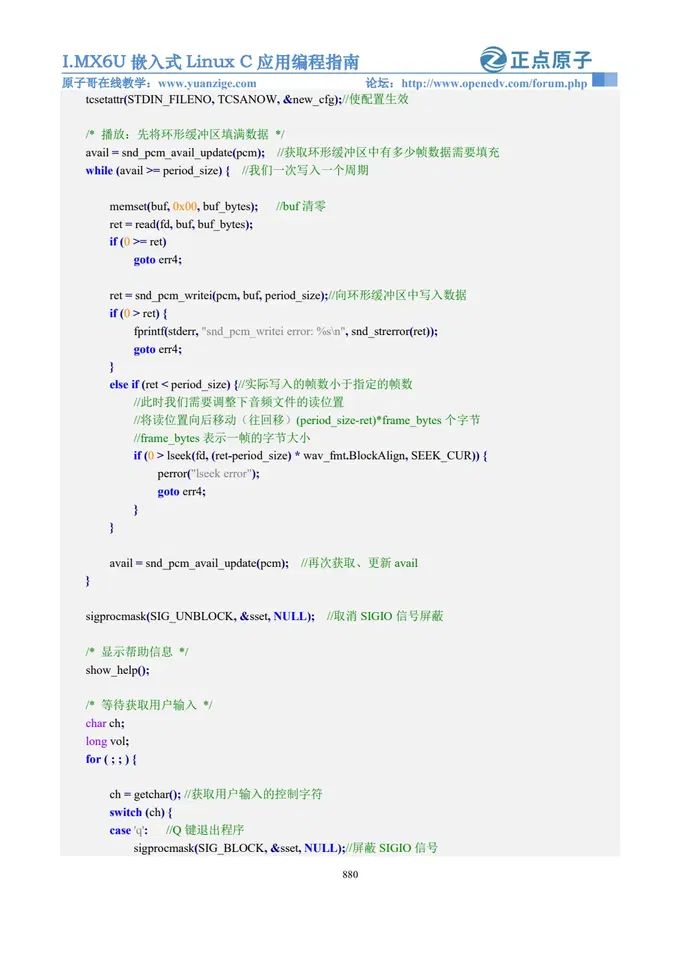 I.MX6U 嵌入式 Linux C 应用编程指南
正点原子
原子哥在线教学：www.yuanzige.com 论坛：http://www.openedv.com/forum.php
tcsetattr(STDIN_FILENO, TCSANOW, &new_cfg);//使配置生效
/* 播放：先将环形缓冲区填满数据 */
avail = snd_pcm_avail_update(pcm); //获取环形缓冲区中有多少帧数据需要填充
while (avail >= period_size) { //我们一次写入一个周期
memset(buf, 0x00, buf_bytes); //buf 清零
ret = read(fd, buf, buf_bytes);
if (0 >= ret)
goto err4;
ret = snd_pcm_writei(pcm, buf, period_size);//向环形缓冲区中写入数据
if (0 > ret) {
fprintf(stderr, "snd_pcm_writei error: %s\n", snd_strerror(ret));
goto err4;
}
else if (ret < period_size) {//实际写入的帧数小于指定的帧数
//此时我们需要调整下音频文件的读位置
//将读位置向后移动（往回移）(period_size-ret)*frame_bytes 个字节
//frame_bytes 表示一帧的字节大小
if (0 > lseek(fd, (ret-period_size) * wav_fmt.BlockAlign, SEEK_CUR)) {
perror("lseek error");
goto err4;
}
}
avail = snd_pcm_avail_update(pcm); //再次获取、更新 avail
}
sigprocmask(SIG_UNBLOCK, &sset, NULL); //取消 SIGIO 信号屏蔽
/* 显示帮助信息 */
show_help();
/* 等待获取用户输入 */
char ch;
long vol;
for ( ; ; ) {
ch = getchar(); //获取用户输入的控制字符
switch (ch) {
case 'q': //Q 键退出程序
sigprocmask(SIG_BLOCK, &sset, NULL);//屏蔽 SIGIO 信号
880